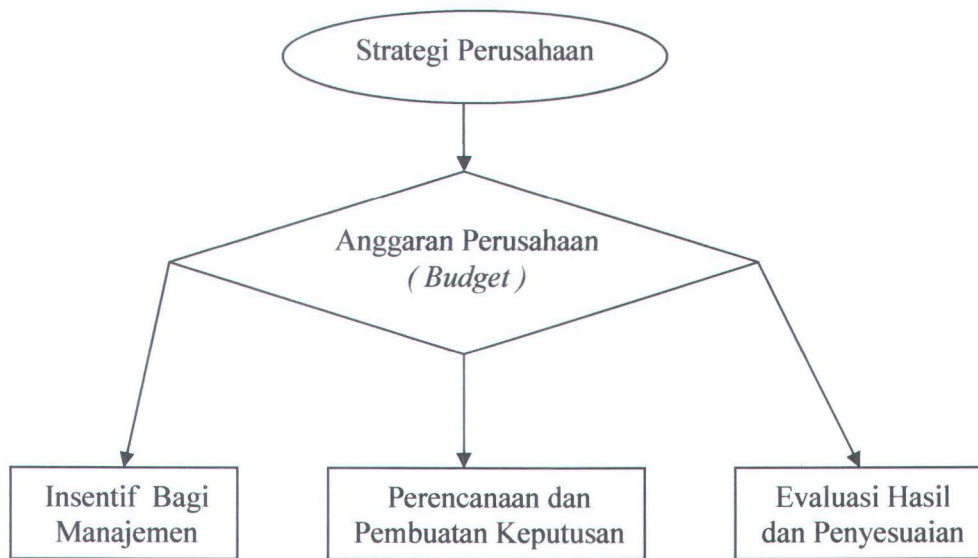 Strategi Perusahaan
Anggaran Perusahaan
( Budget )
Insentif Bagi
Manajemen
Perencanaan dan
Pembuatan Keputusan
Evaluasi Hasil
dan Penyesuaian